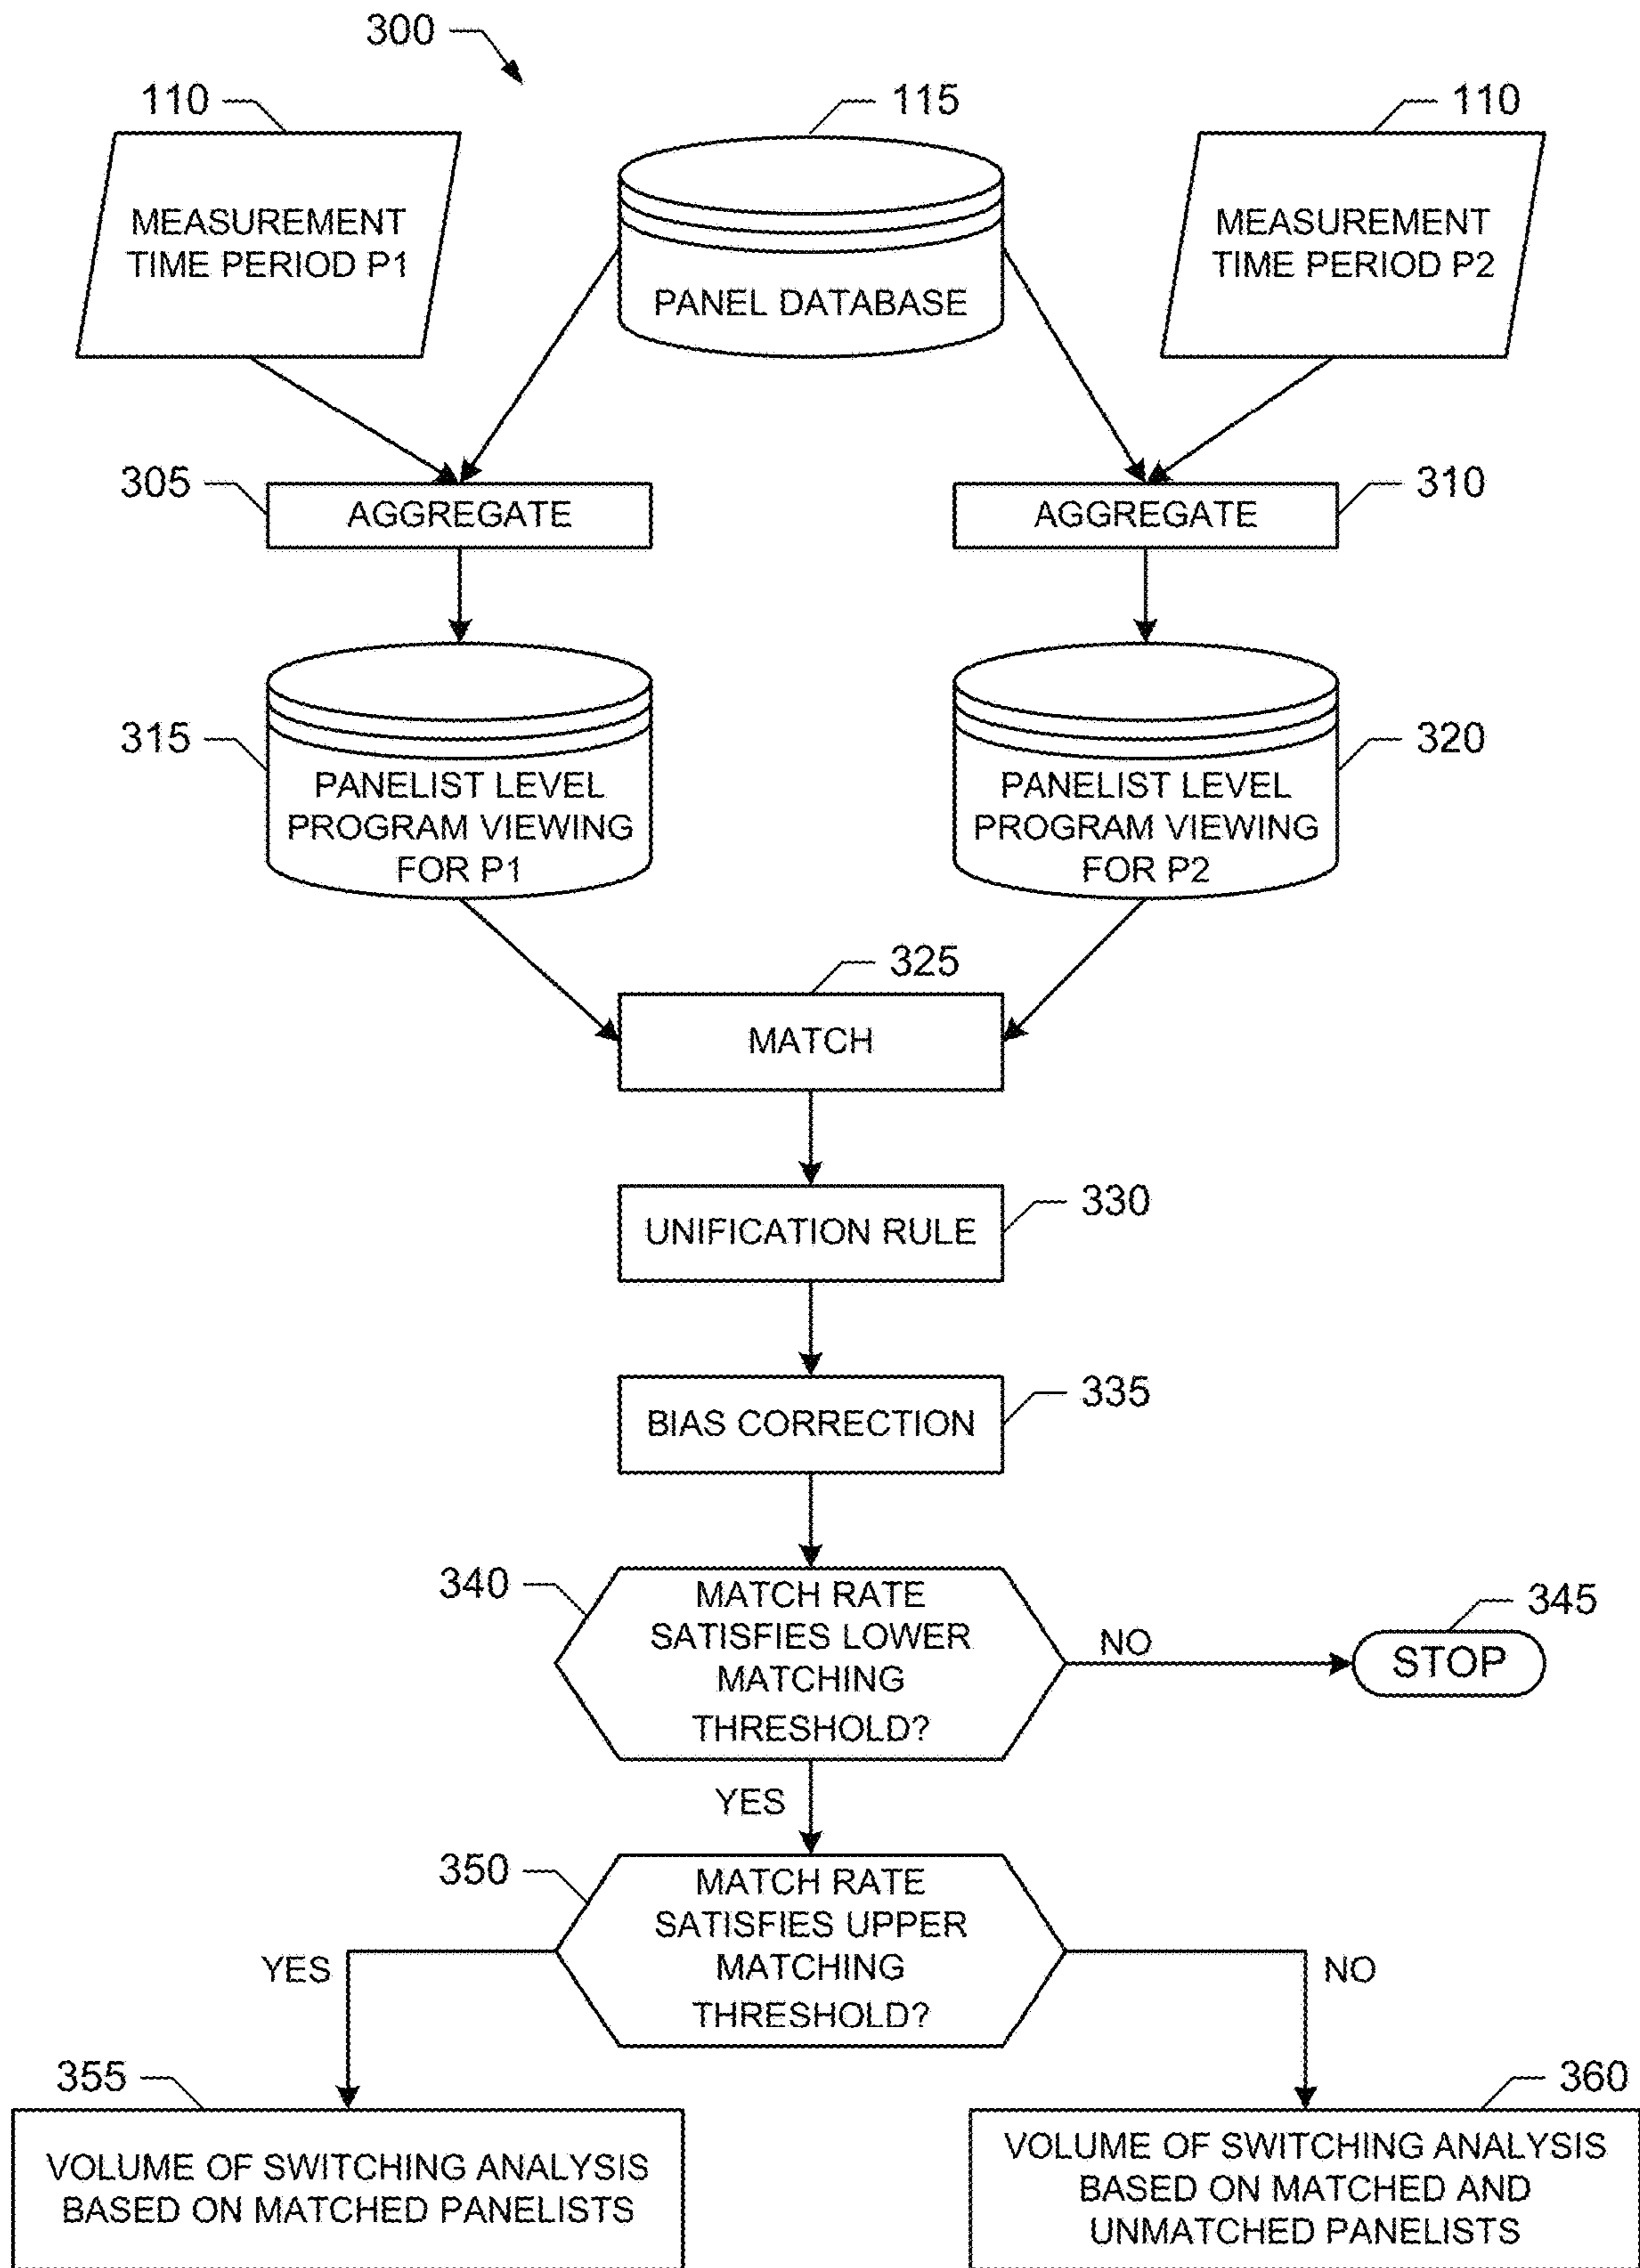 300
110
115
110
MEASUREMENT
TIME PERIOD P1
PANEL DATABASE
MEASUREMENT
TIME PERIOD P2
305
AGGREGATE
AGGREGATE
310
315
PANELIST LEVEL
PROGRAM VIEWING
FOR P1
PANELIST LEVEL
PROGRAM VIEWING
FOR P2
320
325
MATCH
UNIFICATION RULE
330
BIAS CORRECTION
335
340
MATCH RATE
SATISFIES LOWER
MATCHING
THRESHOLD?
NO
345
STOP
YES
350
MATCH RATE
SATISFIES UPPER
MATCHING
THRESHOLD?
YES
NO
355
VOLUME OF SWITCHING ANALYSIS
BASED ON MATCHED PANELISTS
360
VOLUME OF SWITCHING ANALYSIS
BASED ON MATCHED AND
UNMATCHED PANELISTS